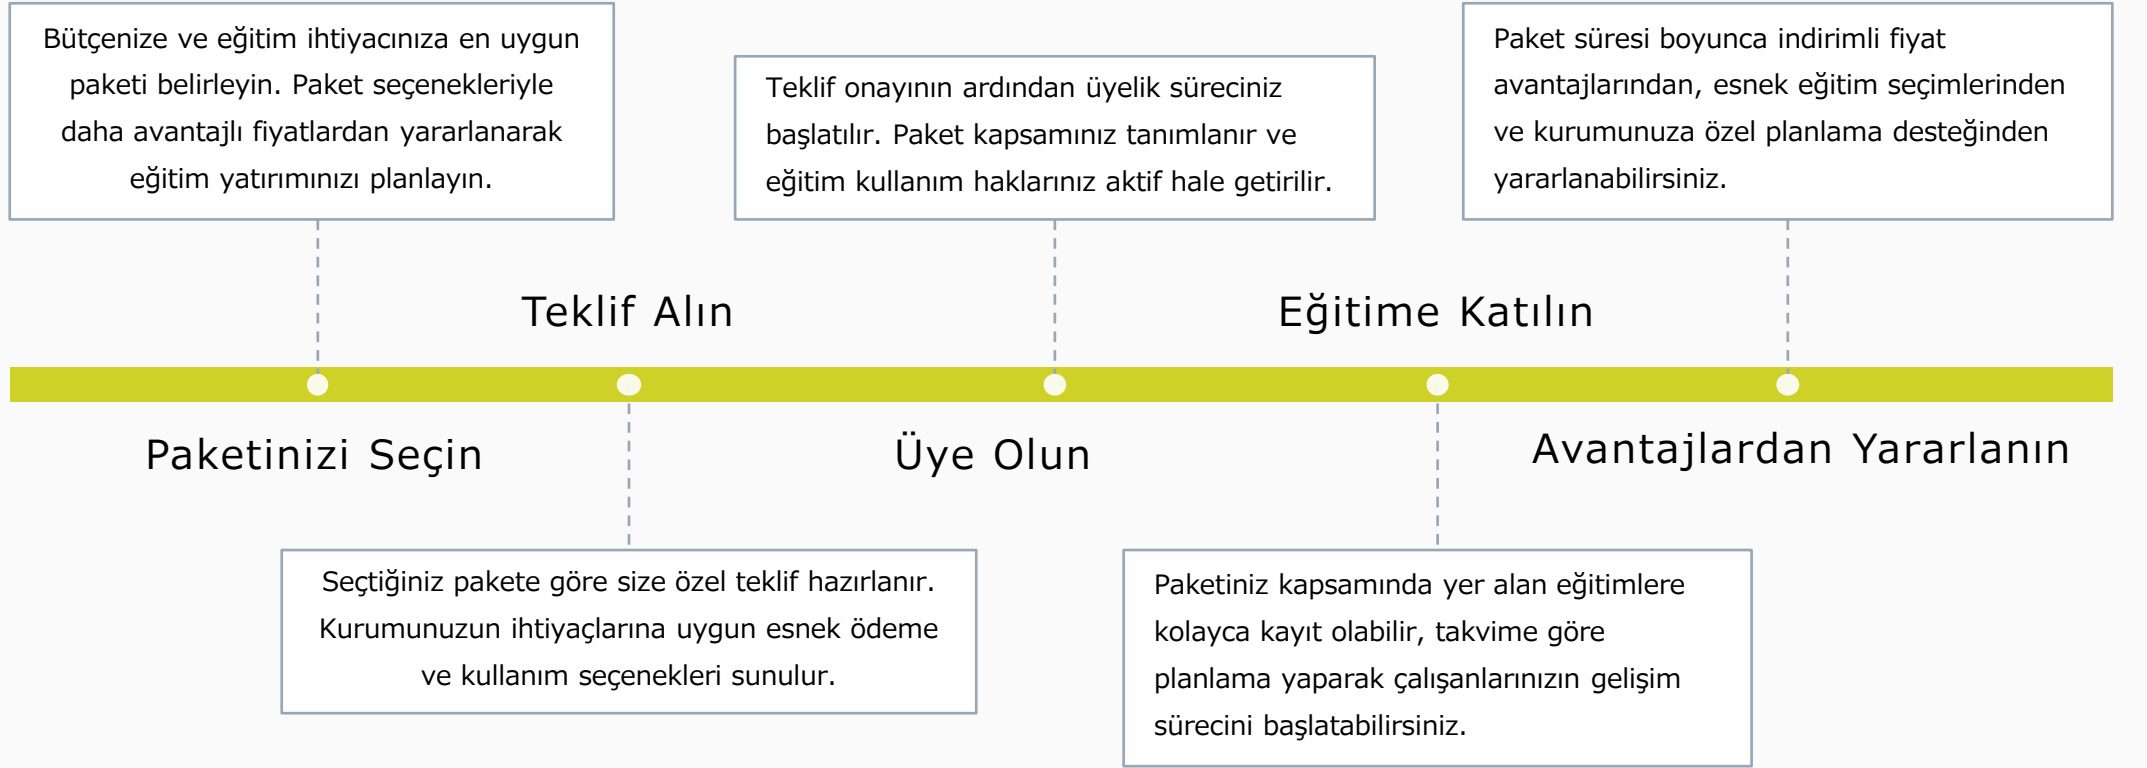 Bütçenize ve eğitim ihtiyacınıza en uygun
paketi belirleyin. Paket seçenekleriyle
daha avantajlı fiyatlardan yararlanarak
eğitim yatırımınızı planlayın.
Paketinizi Seçin
Teklif Alın
Seçtiğiniz pakete göre size özel teklif hazırlanır.
Kurumunuzun ihtiyaçlarına uygun esnek ödeme
ve kullanım seçenekleri sunulur.
Teklif onayının ardından üyelik süreciniz
başlatılır. Paket kapsamınız tanımlanır ve
eğitim kullanım haklarınız aktif hale getirilir.
Üye Olun
Eğitime Katılın
Paketiniz kapsamında yer alan eğitimlere
kolayca kayıt olabilir, takvime göre
planlama yaparak çalışanlarınızın gelişim
sürecini başlatabilirsiniz.
Paket süresi boyunca indirimli fiyat
avantajlarından, esnek eğitim seçimlerinden
ve kurumunuza özel planlama desteğinden
yararlanabilirsiniz.
Avantajlardan Yararlanın